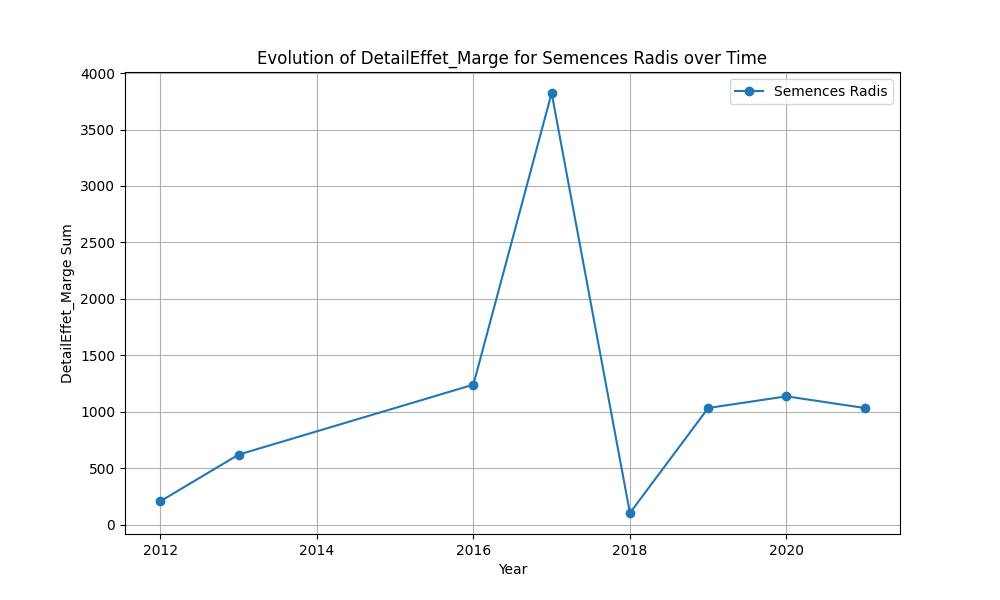 Evolution of DetailEffet_Marge for Semences Radis over Time
Semences Radis
4000
3500
3000
2500
2000
1500
1000
500
0
DetailEffet_Marge Sum
2012 2014 2016 2018 2020
Year